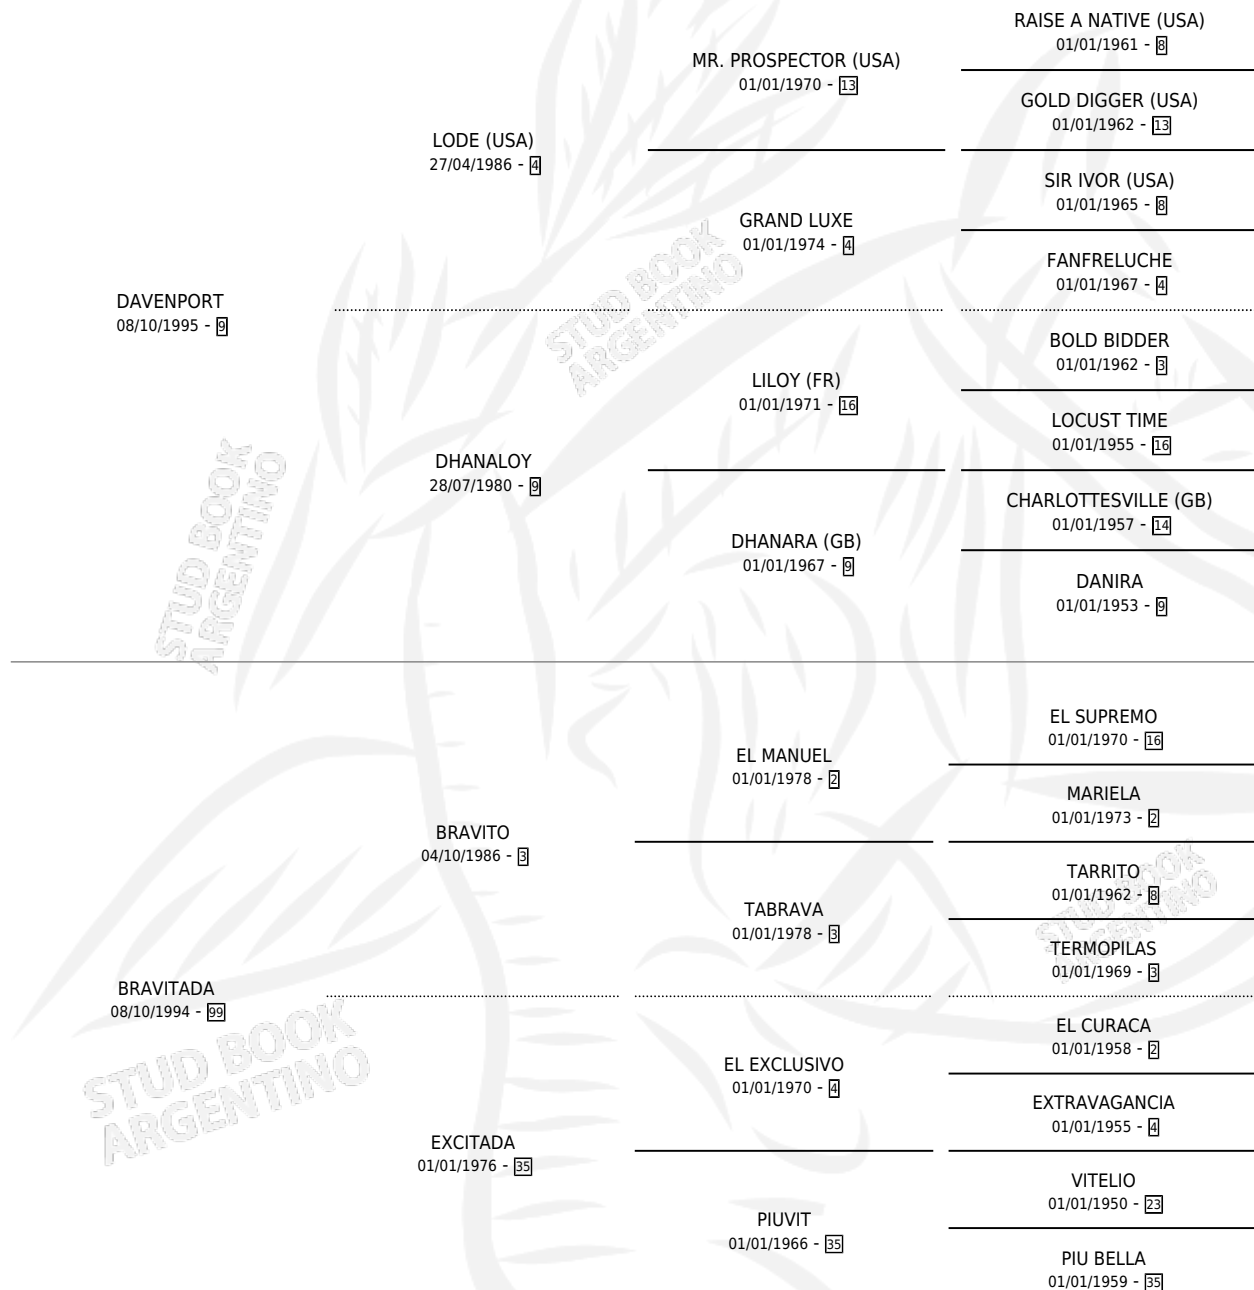 RAISE A NATIVE (USA)
01/01/1961 - 8
MR. PROSPECTOR (USA)
01/01/1970 - 13
GOLD DIGGER (USA)
01/01/1962 - 13
LODE (USA)
27/04/1986 - 4
SIR IVOR (USA)
01/01/1965 - 8
GRAND LUXE
01/01/1974 - 4
FANFRELUCHE
01/01/1967 - 4
DAVENPORT
08/10/1995 - 9
BOLD BIDDER
01/01/1962 - 3
LILOY (FR)
01/01/1971 - 16
LOCUST TIME
01/01/1955 - 16
DHANALOY
28/07/1980 - 9
CHARLOTTESVILLE (GB)
01/01/1957 - 14
DHANARA (GB)
01/01/1967 - 9
DANIRA
01/01/1953 - 9
STUD BOOK
ARGENTINO
STUD BOOK
ARGENTINO
EL SUPREMO
01/01/1970 - 16
EL MANUEL
01/01/1978 - 2
MARIELA
01/01/1973 - 2
BRAVITO
04/10/1986 - 3
TARRITO
01/01/1962 - 8
TABRAVA
01/01/1978 - 3
TERMOPILAS
01/01/1969 - 3
STUD BOOK
ARGENTINO
BRAVITADA
08/10/1994 - 99
EL CURACA
01/01/1958 - 2
EL EXCLUSIVO
01/01/1970 - 4
EXTRAVAGANCIA
01/01/1955 - 4
STUD BOOK
ARGENTINO
EXCITADA
01/01/1976 - 35
VITELIO
01/01/1950 - 23
PIUVIT
01/01/1966 - 35
PIU BELLA
01/01/1959 - 35